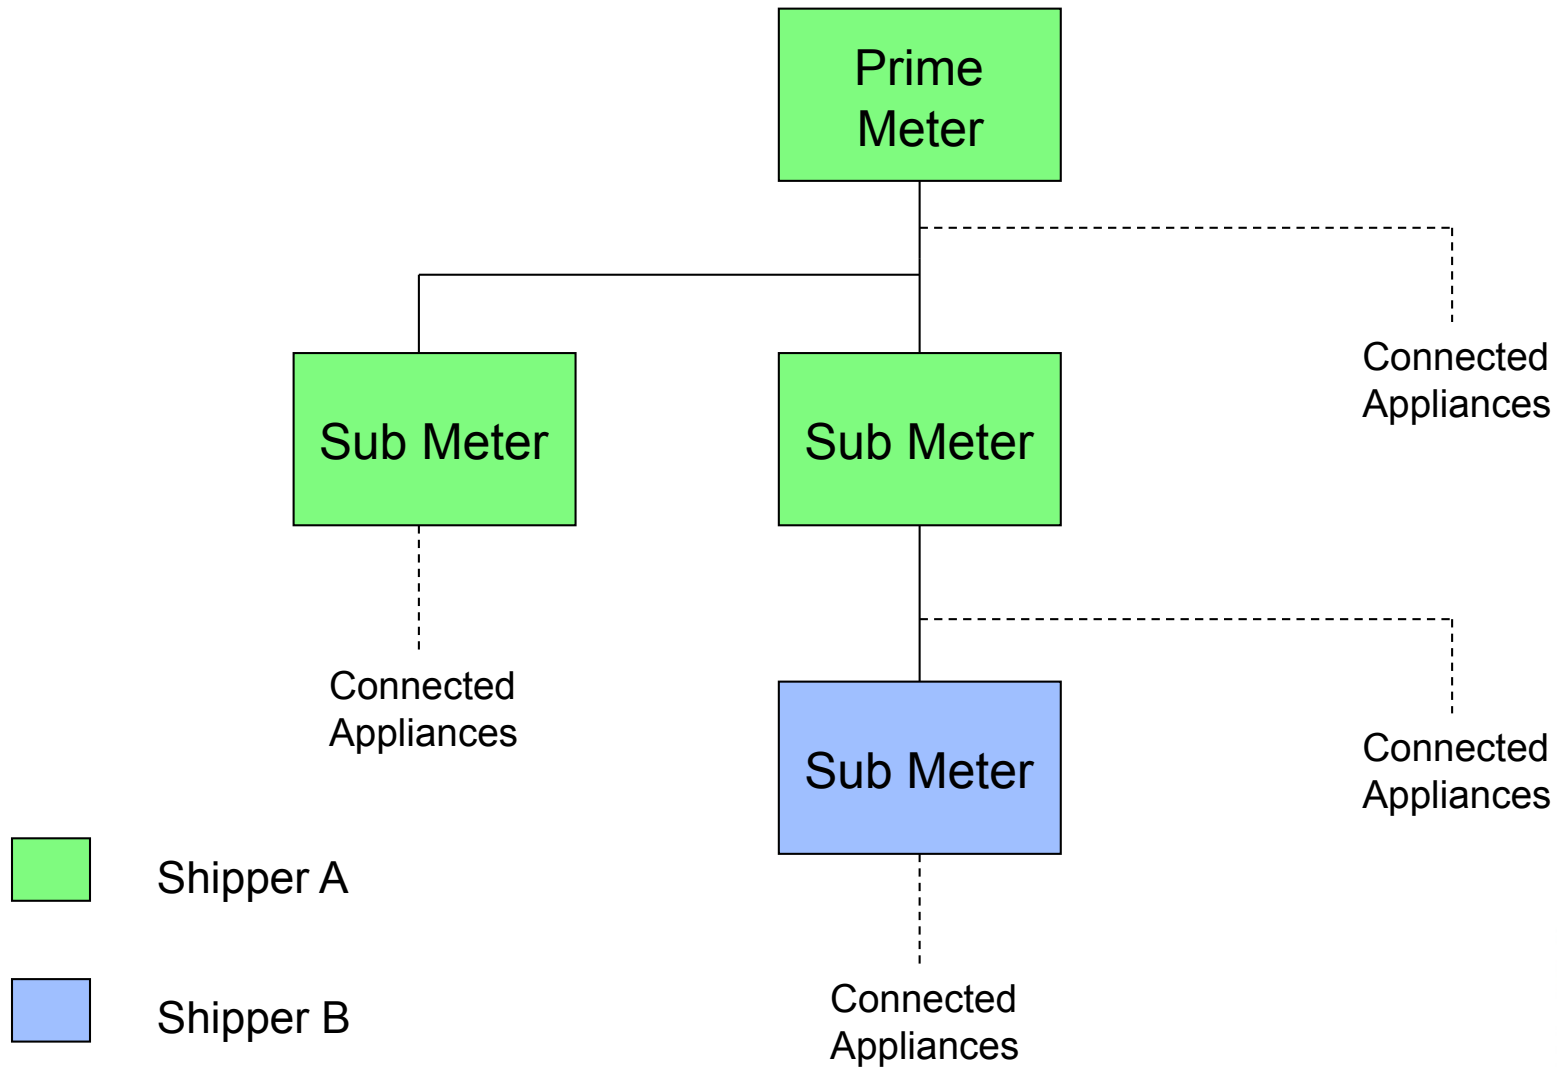 Prime
Meter
Connected
Appliances
Sub Meter
Sub Meter
Connected
Appliances
Sub Meter
Connected
Appliances
Shipper A
Shipper B
Connected
Appliances